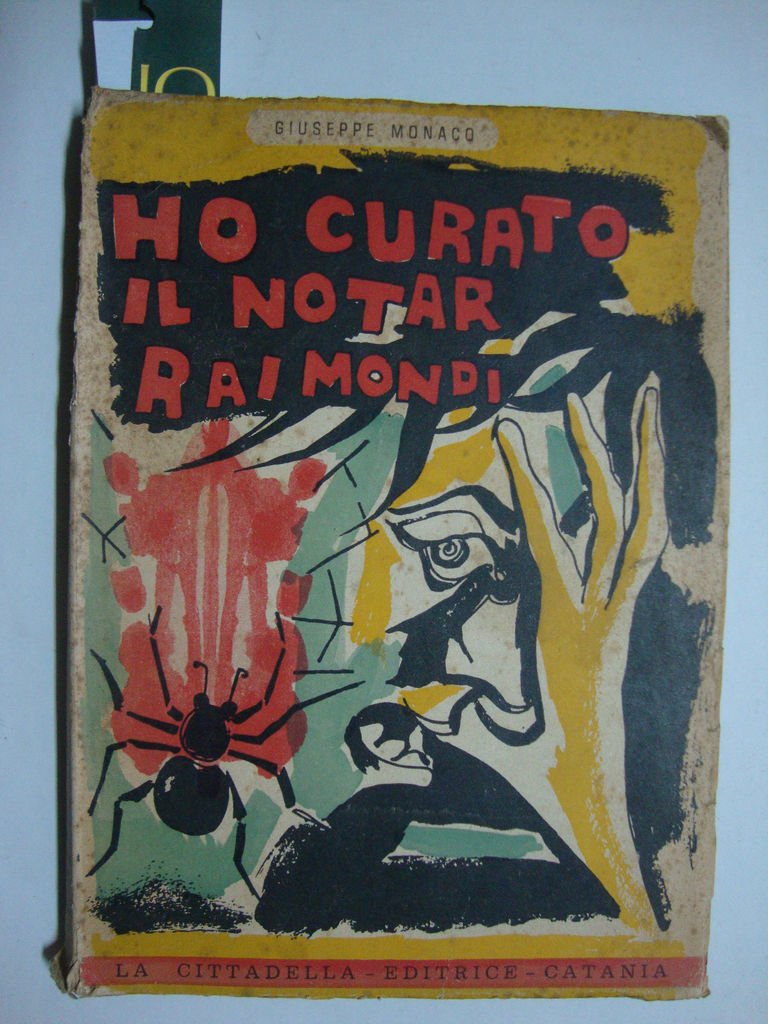 GIUSEPPE MONACO
HO CURATO
IL NOTAR
RAIMONDI
LA CITTADELLA - EDITRICE - CATANIA